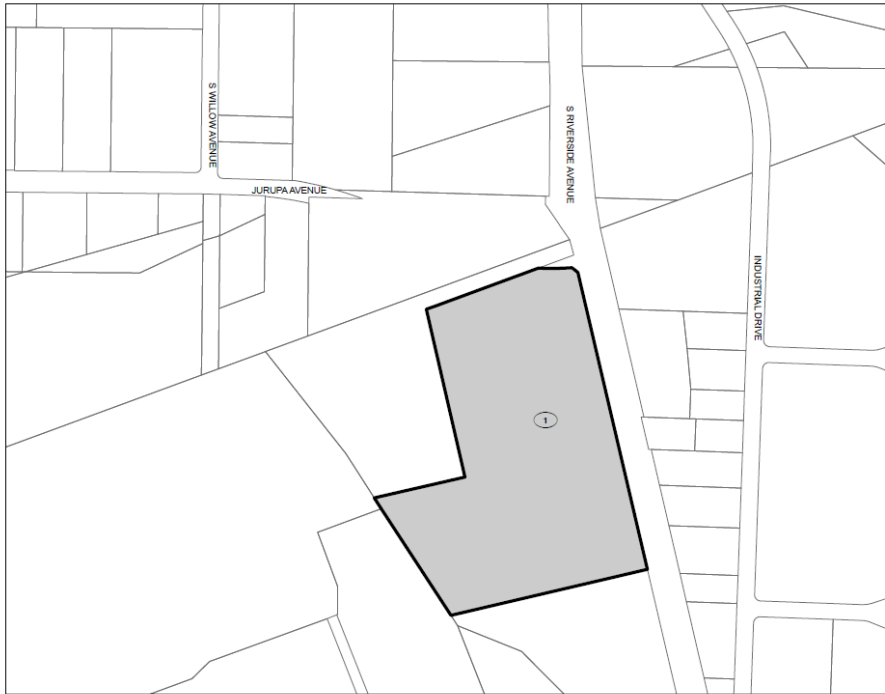 S WILLOW AVENUE
S RIVERSIDE AVENUE
JURUPA AVENUE
INDUSTRIAL DRIVE
1